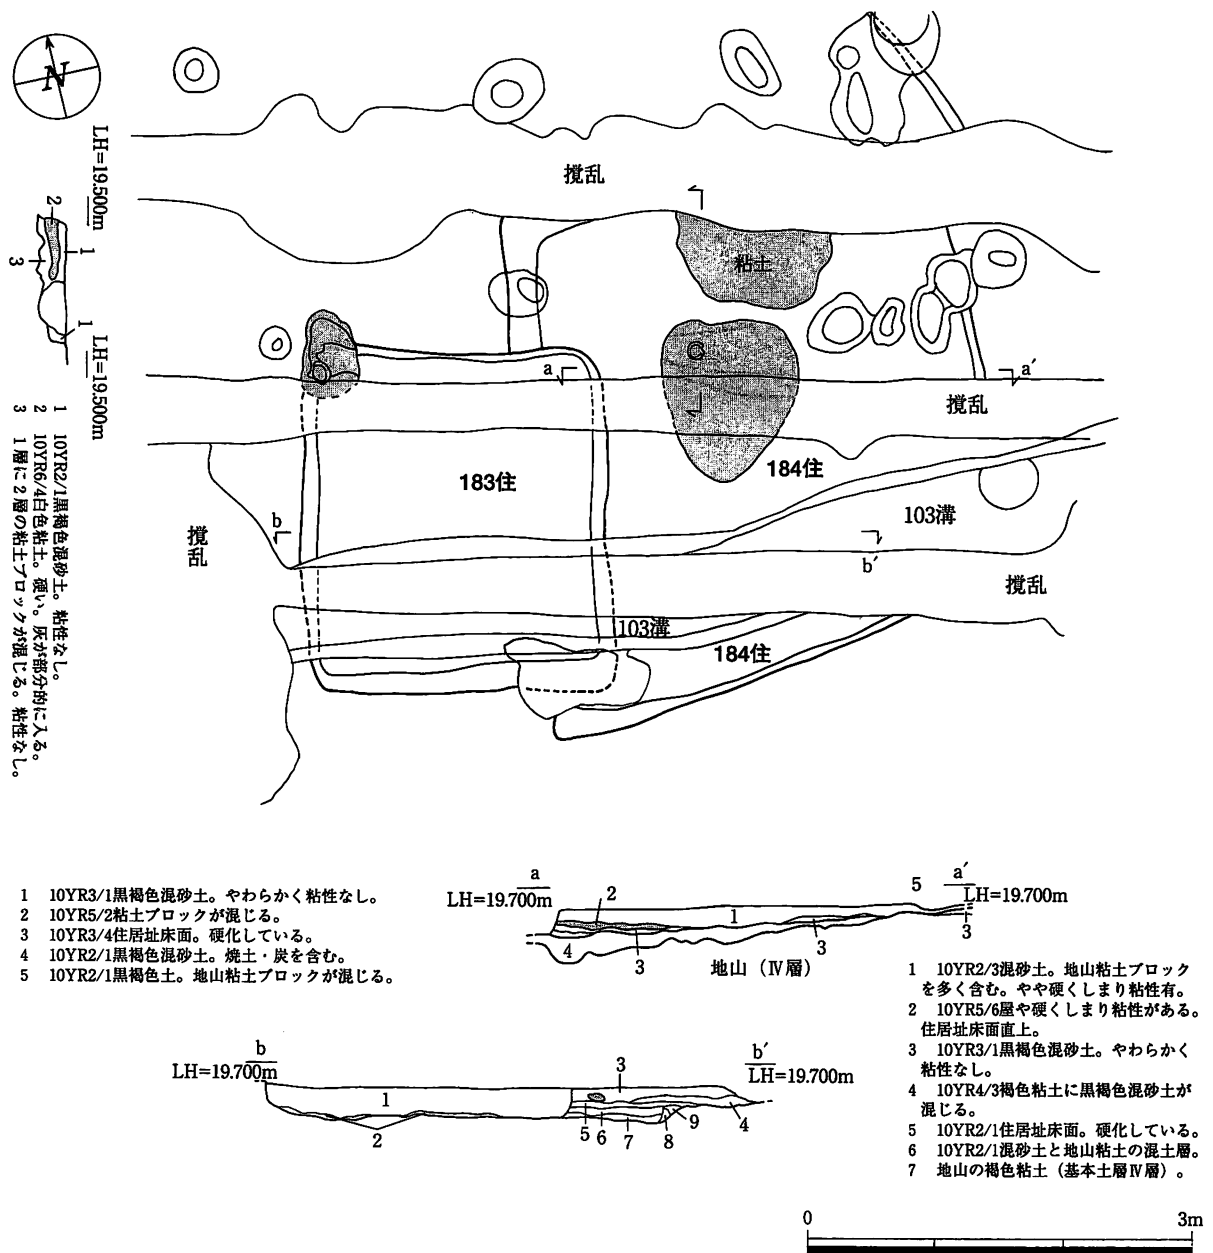 N
LH=19.500m
2
1
3
1
LH=19.500m
1 10YR2/1黒褐色混砂土。粘性なし。
2 10YR6/4白色粘土。硬い。灰が部分的に入る。
3 1層に2層の粘土ブロックが混じる。粘性なし。
撹乱
粘土
a
a′
撹乱
183住
184住
103溝
b
b′
撹乱
撹乱
103溝
184住
1 10YR3/1黒褐色混砂土。やわらかく粘性なし。
2 10YR5/2粘土ブロックが混じる。
3 10YR3/4住居址床面。硬化している。
4 10YR2/1黒褐色混砂土。焼土・炭を含む。
5 10YR2/1黒褐色土。地山粘土ブロックが混じる。
a
a′
LH=19.700m
2
5
LH=19.700m
1
4
3
3
3
地山（Ⅳ層）
b
b′
LH=19.700m
3
LH=19.700m
1
2
5 6 7 8 9 4
1 10YR2/3混砂土。地山粘土ブロック
を多く含む。やや硬くしまり粘性有。
2 10YR5/6屋や硬くしまり粘性がある。
住居址床面直上。
3 10YR3/1黒褐色混砂土。やわらかく
粘性なし。
4 10YR4/3褐色粘土に黒褐色混砂土が
混じる。
5 10YR2/1住居址床面。硬化している。
6 10YR2/1混砂土と地山粘土の混土層。
7 地山の褐色粘土（基本土層Ⅳ層）。
0
3m